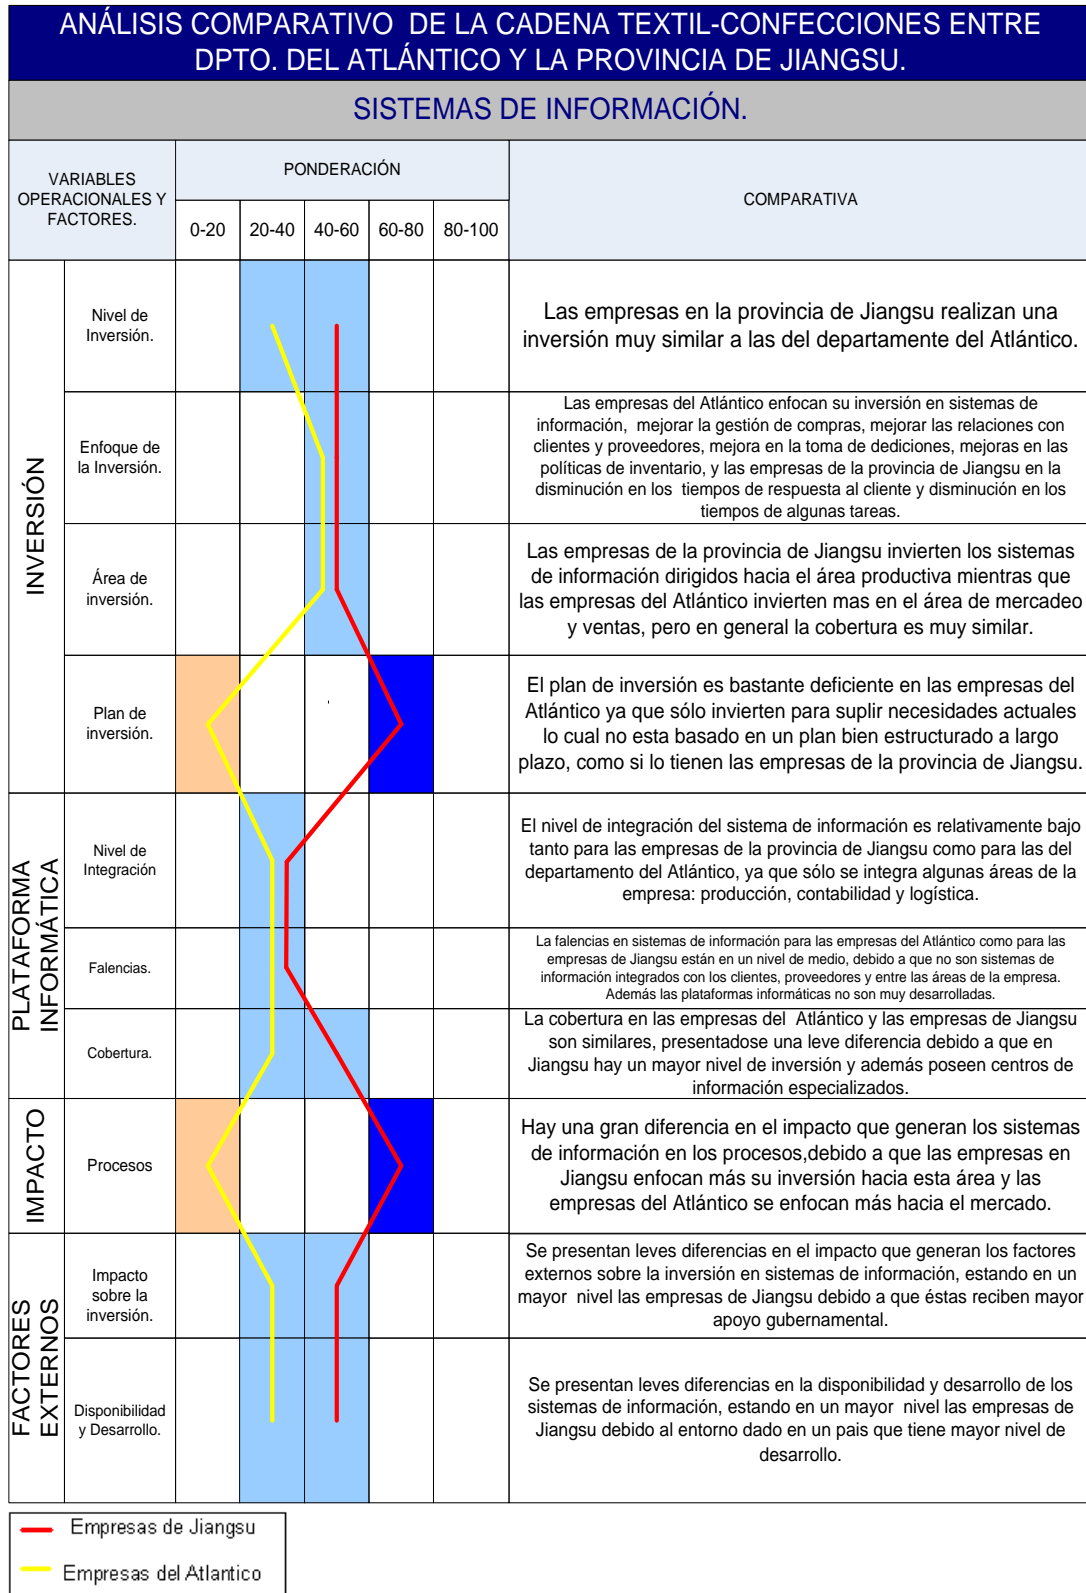 ANÁLISIS COMPARATIVO DE LA CADENA TEXTIL-CONFECCIONES ENTRE
DPTO. DEL ATLÁNTICO Y LA PROVINCIA DE JIANGSU.
SISTEMAS DE INFORMACIÓN.
VARIABLES
OPERACIONALES Y
FACTORES.
PONDERACIÓN
0-20
20-40
40-60
60-80
80-100
COMPARATIVA
INVERSIÓN
Nivel de
Inversión.
Las empresas en la provincia de Jiangsu realizan una
inversión muy similar a las del departamente del Atlántico.
Enfoque de
la Inversión.
Las empresas del Atlántico enfocan su inversión en sistemas de
información, mejorar la gestión de compras, mejorar las relaciones con
clientes y proveedores, mejora en la toma de dediciones, mejoras en las
políticas de inventario, y las empresas de la provincia de Jiangsu en la
disminución en los tiempos de respuesta al cliente y disminución en los
tiempos de algunas tareas.
Área de
inversión.
Las empresas de la provincia de Jiangsu invierten los sistemas
de información dirigidos hacia el área productiva mientras que
las empresas del Atlántico invierten mas en el área de mercadeo
y ventas, pero en general la cobertura es muy similar.
Plan de
inversión.
El plan de inversión es bastante deficiente en las empresas del
Atlántico ya que sólo invierten para suplir necesidades actuales
lo cual no esta basado en un plan bien estructurado a largo
plazo, como si lo tienen las empresas de la provincia de Jiangsu.
PLATAFORMA
INFORMÁTICA
Nivel de
Integración
El nivel de integración del sistema de información es relativamente bajo
tanto para las empresas de la provincia de Jiangsu como para las del
departamento del Atlántico, ya que sólo se integra algunas áreas de la
empresa: producción, contabilidad y logística.
Falencias.
La falencias en sistemas de información para las empresas del Atlántico como para las
empresas de Jiangsu están en un nivel de medio, debido a que no son sistemas de
información integrados con los clientes, proveedores y entre las áreas de la empresa.
Además las plataformas informáticas no son muy desarrolladas.
Cobertura.
La cobertura en las empresas del Atlántico y las empresas de Jiangsu
son similares, presentadose una leve diferencia debido a que en
Jiangsu hay un mayor nivel de inversión y además poseen centros de
información especializados.
IMPACTO
Procesos
Hay una gran diferencia en el impacto que generan los sistemas
de información en los procesos,debido a que las empresas en
Jiangsu enfocan más su inversión hacia esta área y las
empresas del Atlántico se enfocan más hacia el mercado.
FACTORES
EXTERNOS
Impacto
sobre la
inversión.
Se presentan leves diferencias en el impacto que generan los factores
externos sobre la inversión en sistemas de información, estando en un
mayor nivel las empresas de Jiangsu debido a que éstas reciben mayor
apoyo gubernamental.
Disponibilidad
y Desarrollo.
Se presentan leves diferencias en la disponibilidad y desarrollo de los
sistemas de información, estando en un mayor nivel las empresas de
Jiangsu debido al entorno dado en un pais que tiene mayor nivel de
desarrollo.
Empresas de Jiangsu
Empresas del Atlantico